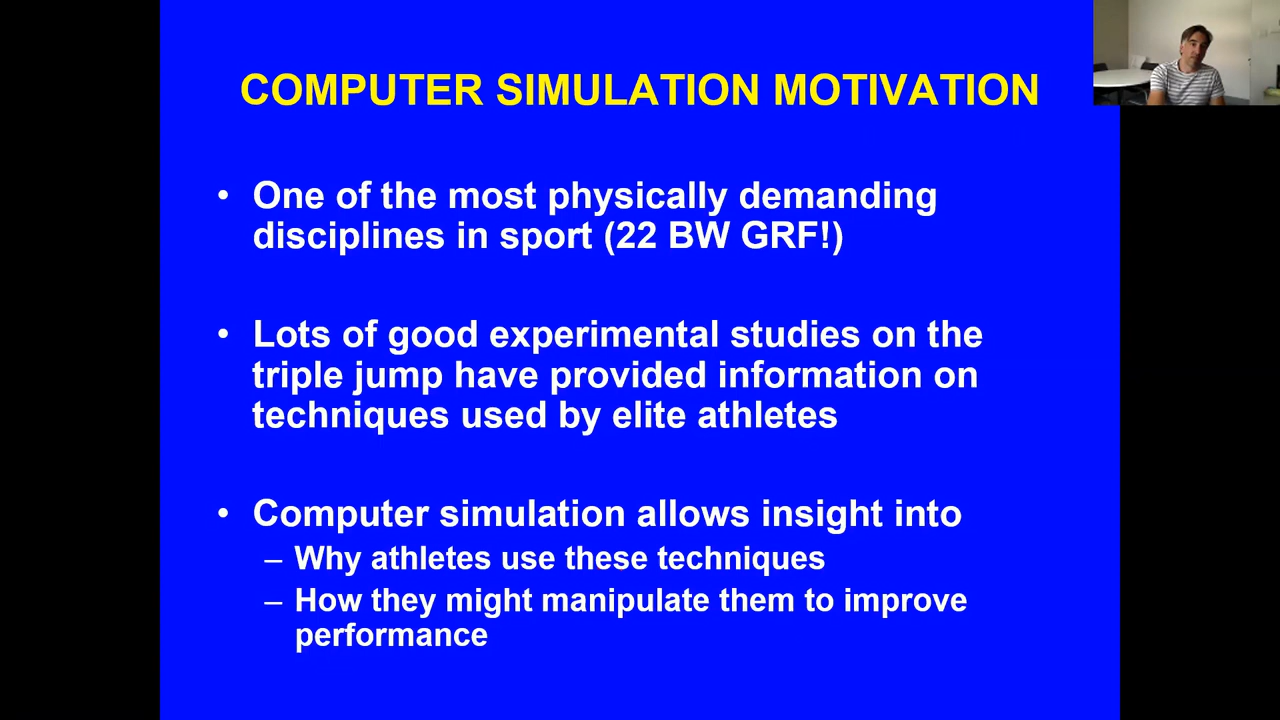 COMPUTER SIMULATION MOTIVATION
• One of the most physically demanding
disciplines in sport (22 BW GRF!)
• Lots of good experimental studies on the
triple jump have provided information on
techniques used by elite athletes
• Computer simulation allows insight into
– Why athletes use these techniques
– How they might manipulate them to improve
performance